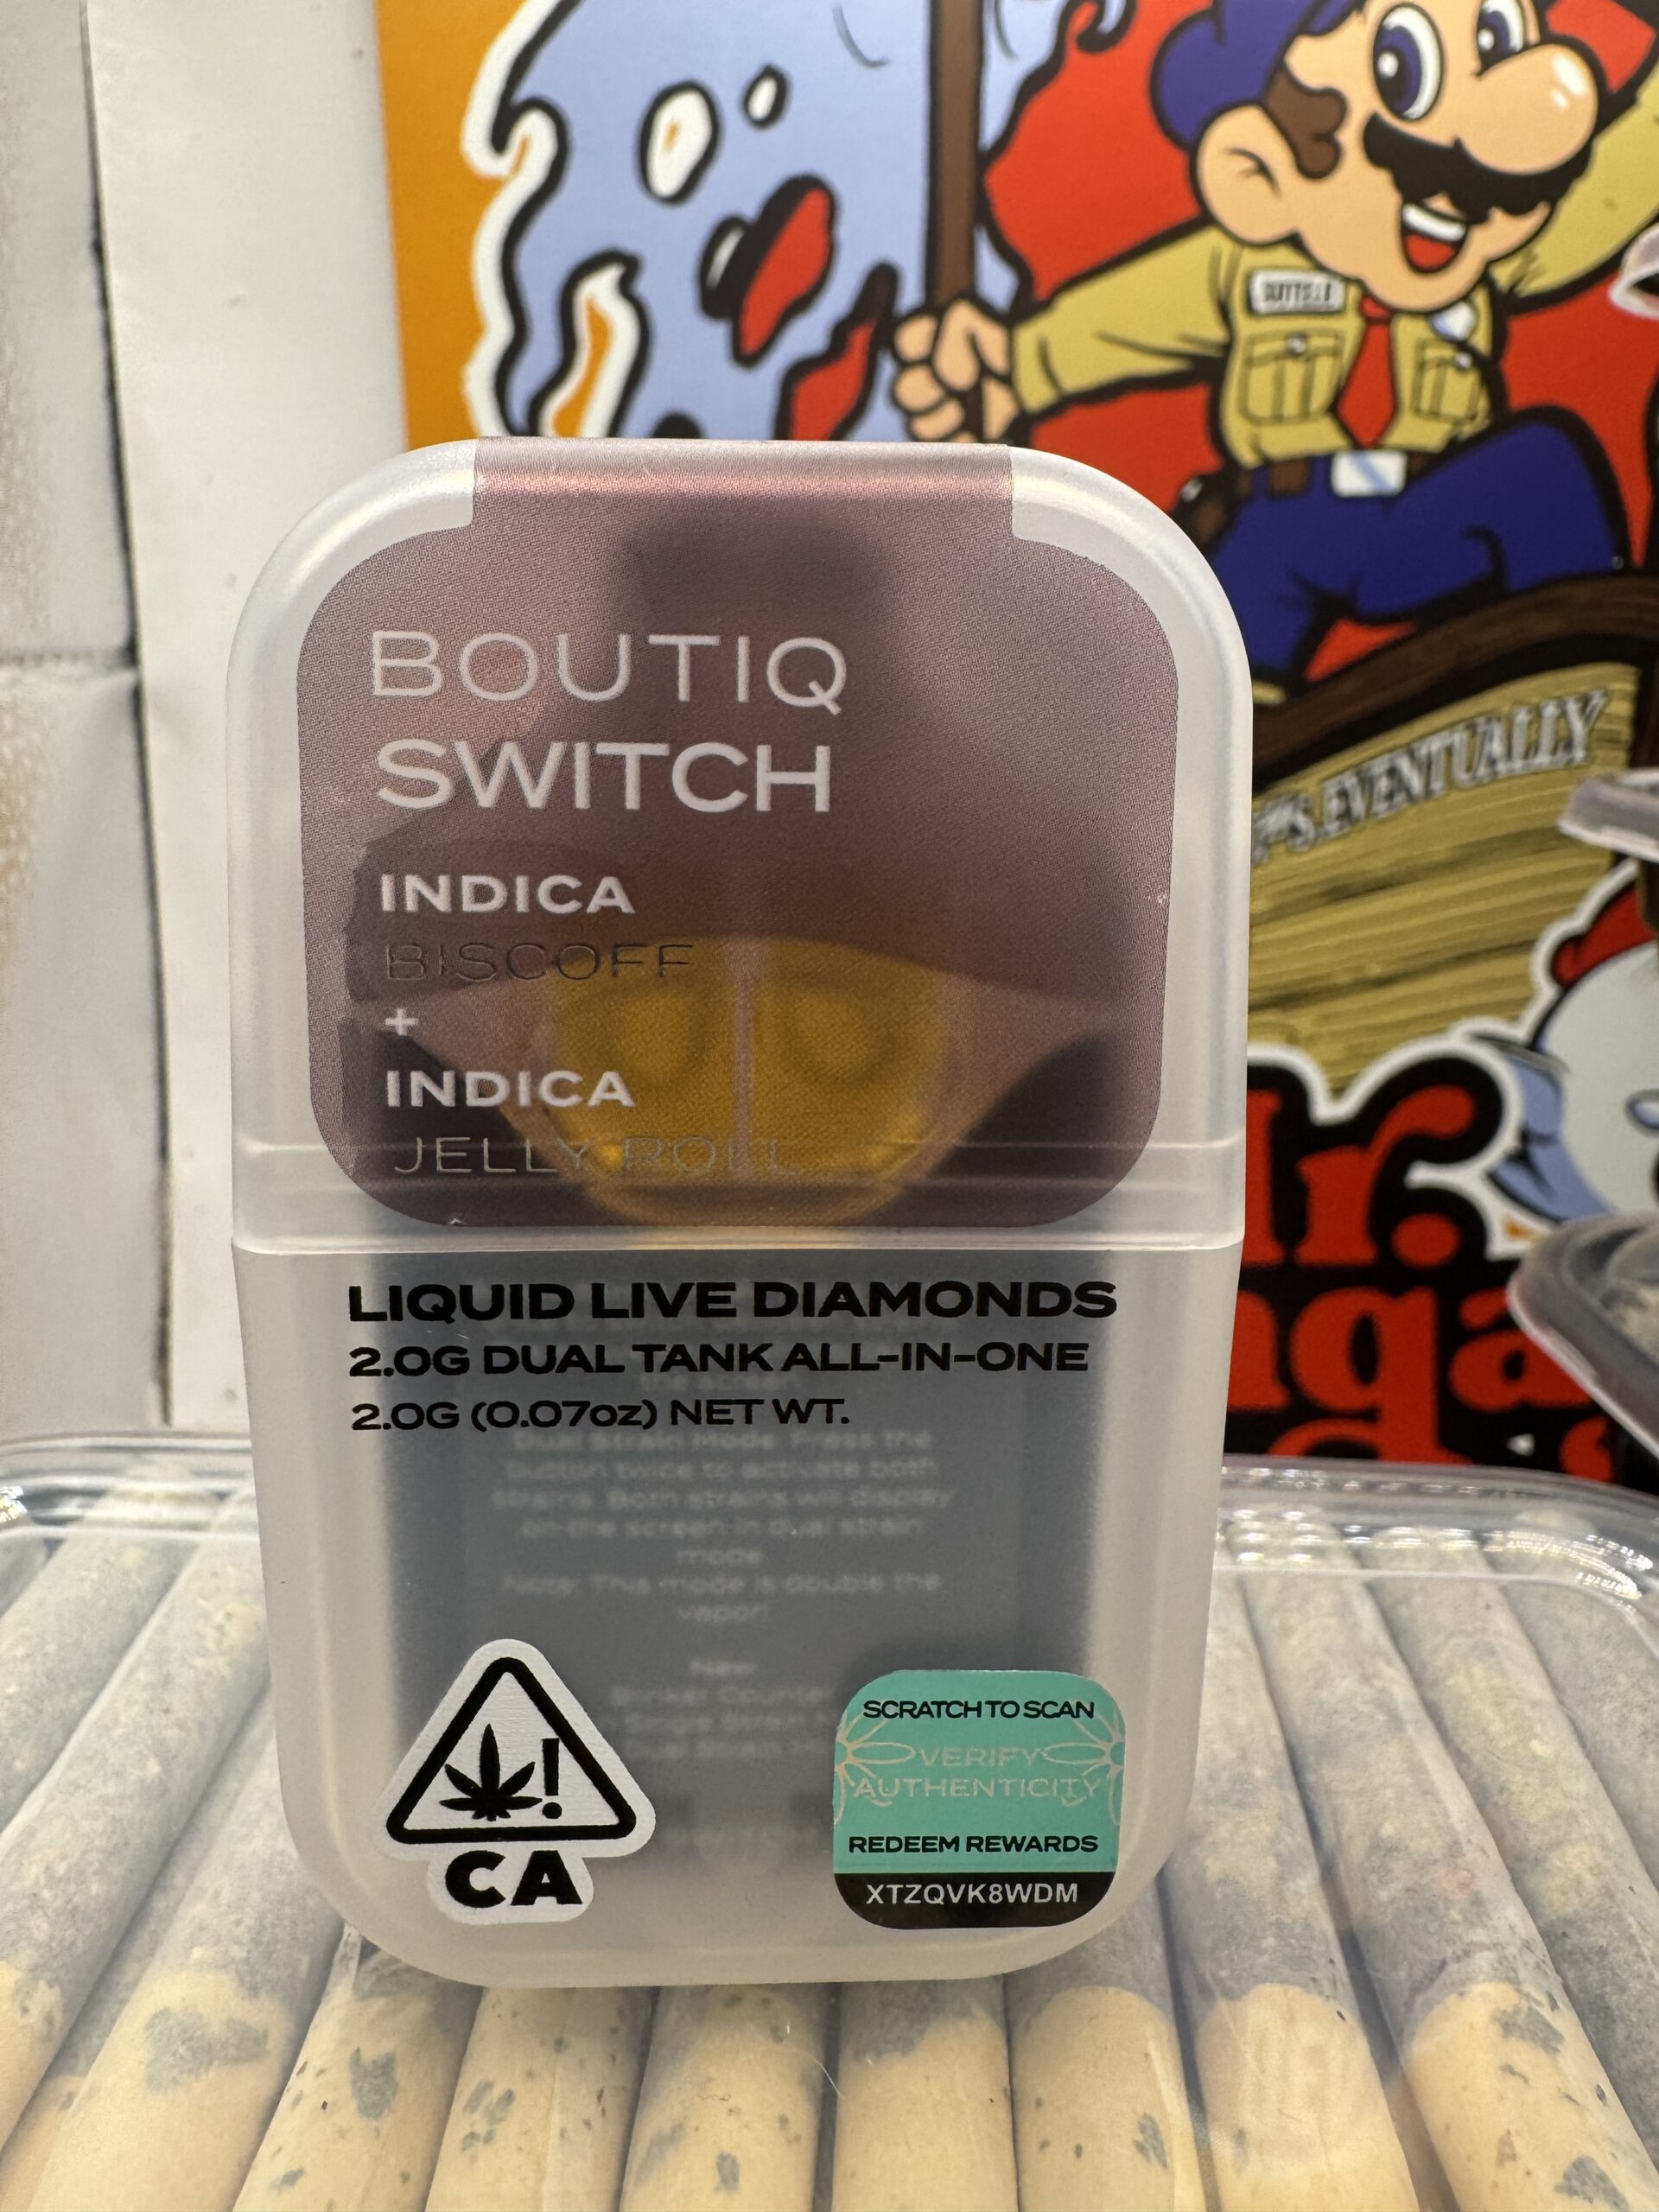 BOUTIQ
SWITCH
INDICA
BISCOFF
+
INDICA
JELLY ROLL
LIQUID LIVE DIAMONDS
2.0G DUAL TANK ALL-IN-ONE
2.0G (0.07oz) NET WT.
Dual Strain Mode: Press the
button twice to activate both
strains. Both strains will display
on the screen in dual strain
mode.
Note: This mode is double the
vapor!
CA
SCRATCH TO SCAN
VERIFY
AUTHENTICITY
REDEEM REWARDS
XTZQVK8WDM
EVENTUALLY